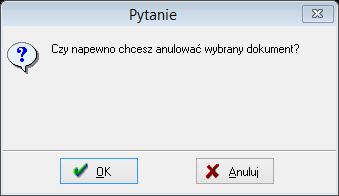 Pytanie
Czy napewno chcesz anulować wybrany dokument?
OK
Anuluj